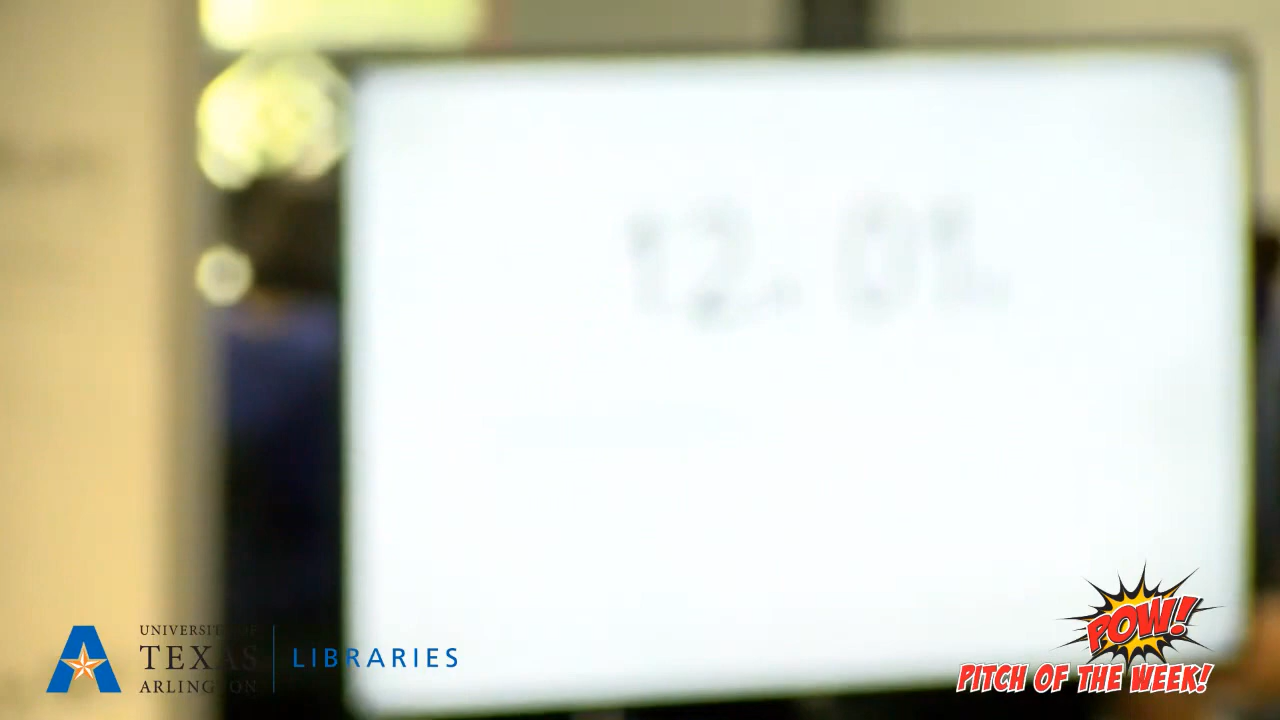 UNIVERSITY OF
TEXAS
ARLINGTON
LIBRARIES
POW!
PITCH OF THE WEEK!